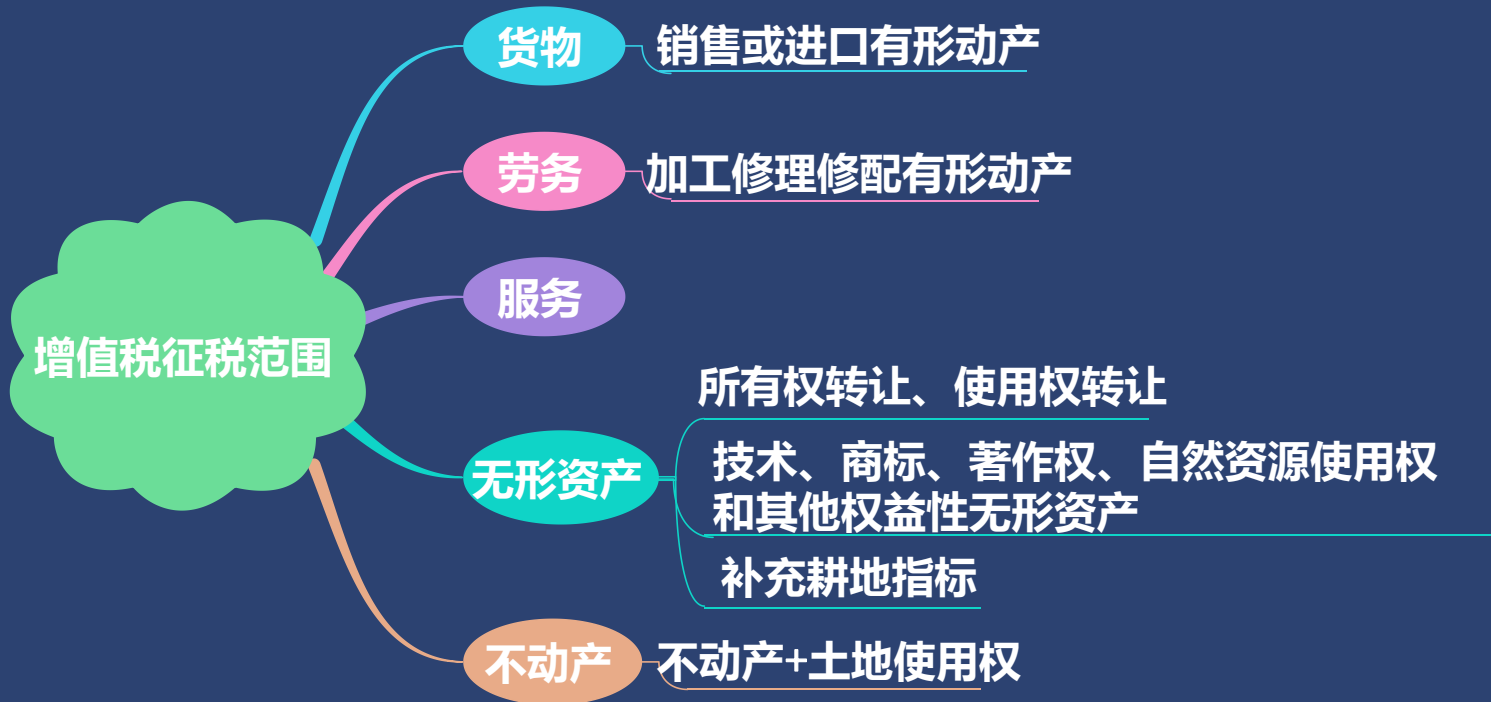 增值税征税范围
货物
销售或进口有形动产
劳务
加工修理修配有形动产
服务
无形资产
所有权转让、使用权转让
技术、商标、著作权、自然资源使用权
和其他权益性无形资产
补充耕地指标
不动产
不动产+土地使用权